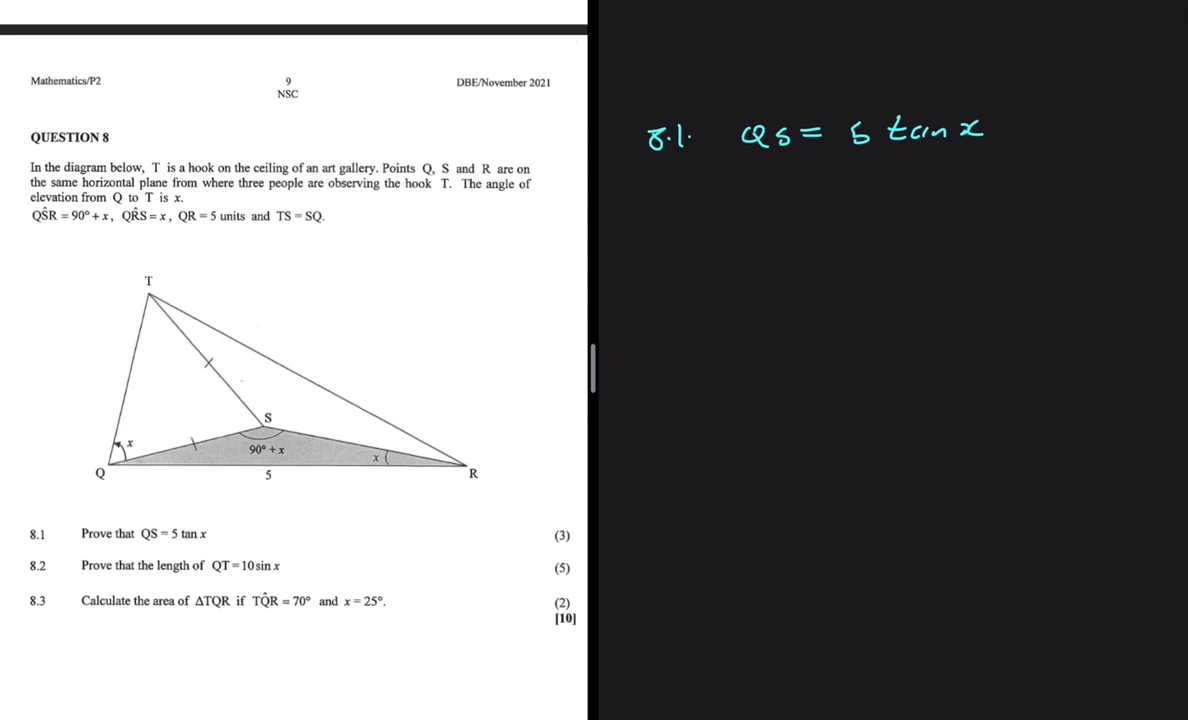 Mathematics/P2
9
NSC
DBE/November 2021
QUESTION 8
In the diagram below, T is a hook on the ceiling of an art gallery. Points Q, S and R are on
the same horizontal plane from where three people are observing the hook T. The angle of
elevation from Q to T is x.
QŜR = 90° + x, QR̂S = x, QR = 5 units and TS = SQ.
T
S
x
90° + x
x
Q
5
R
8.1 Prove that QS = 5 tan x (3)
8.2 Prove that the length of QT = 10 sin x (5)
8.3 Calculate the area of ΔTQR if TQ̂R = 70° and x = 25°. (2)
[10]
8.1. QS = 5 tan x